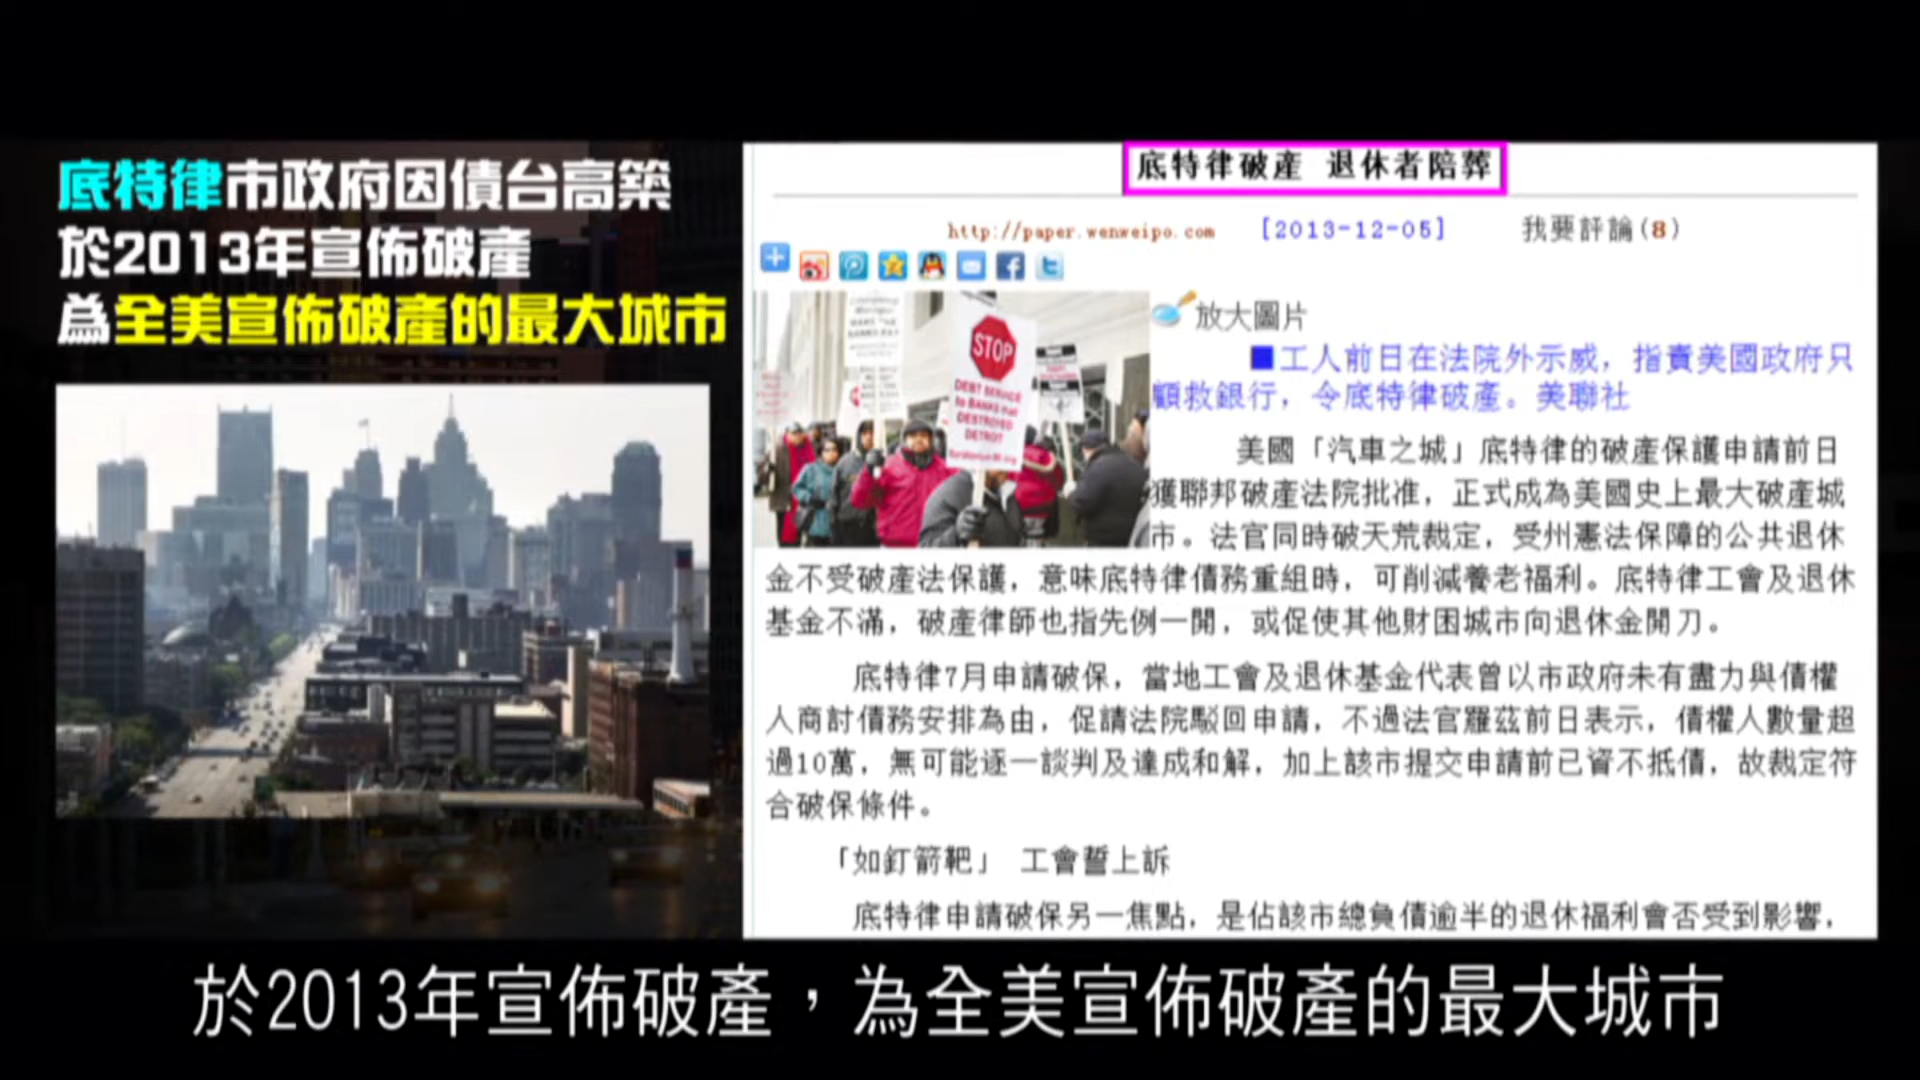 底特律市政府因債台高築
於2013年宣佈破產
為全美宣佈破產的最大城市
底特律破產 退休者陪葬
http://paper.wenweipo.com [2013-12-05] 我要評論(8)
放大圖片
STOP
DEBT SERVICE
to BANKS that
DESTROYED
DETROIT
■工人前日在法院外示威，指責美國政府只
顧救銀行，令底特律破產。美聯社
美國「汽車之城」底特律的破產保護申請前日
獲聯邦破產法院批准，正式成為美國史上最大破產城
市。法官同時破天荒裁定，受州憲法保障的公共退休
金不受破產法保護，意味底特律債務重組時，可削減養老福利。底特律工會及退休
基金不滿，破產律師也指先例一開，或促使其他財困城市向退休金開刀。
底特律7月申請破保，當地工會及退休基金代表曾以市政府未有盡力與債權
人商討債務安排為由，促請法院駁回申請，不過法官羅茲前日表示，債權人數量超
過10萬，無可能逐一談判及達成和解，加上該市提交申請前已資不抵債，故裁定符
合破保條件。
「如釘箭靶」 工會誓上訴
底特律申請破保另一焦點，是佔該市總負債逾半的退休福利會否受到影響，
於2013年宣佈破產，為全美宣佈破產的最大城市